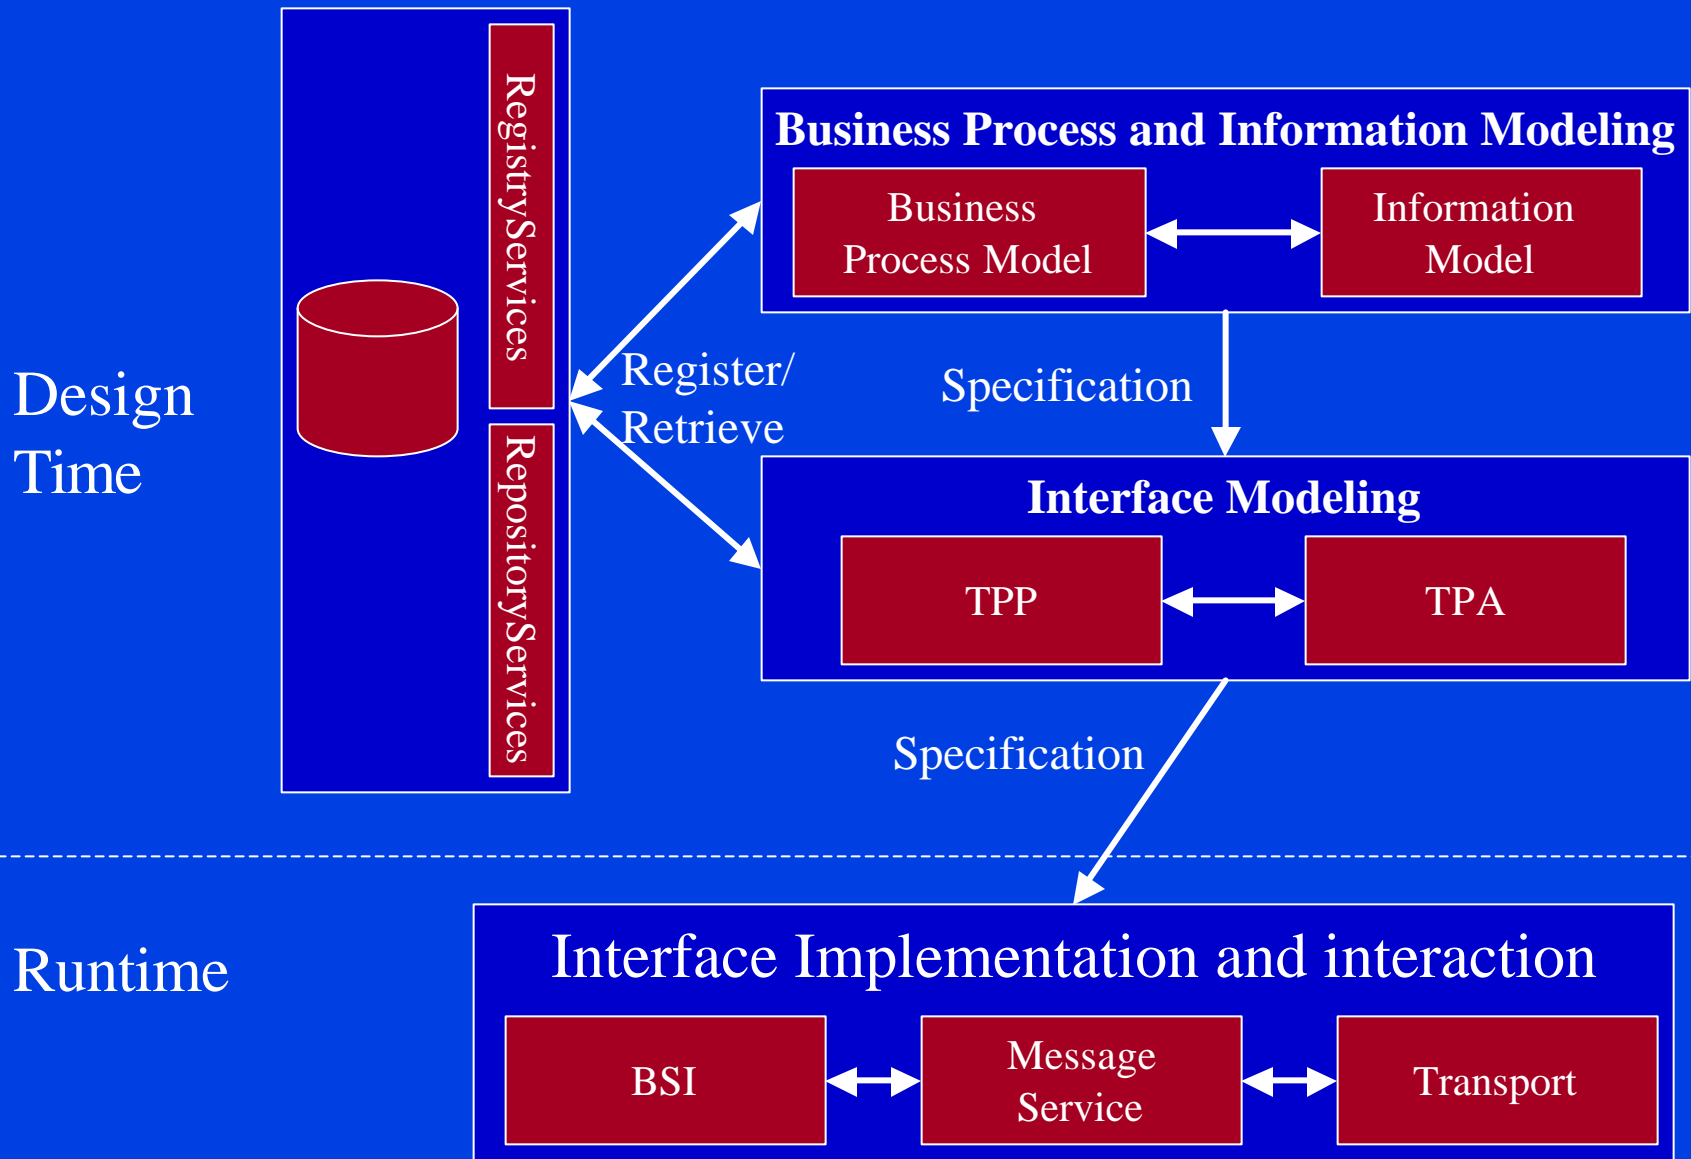 RegistryServices
RepositoryServices
Design
Time
Business Process and Information Modeling
Business
Process Model
Information
Model
Register/
Retrieve
Specification
Interface Modeling
TPP
TPA
Specification
Runtime
Interface Implementation and interaction
BSI
Message
Service
Transport